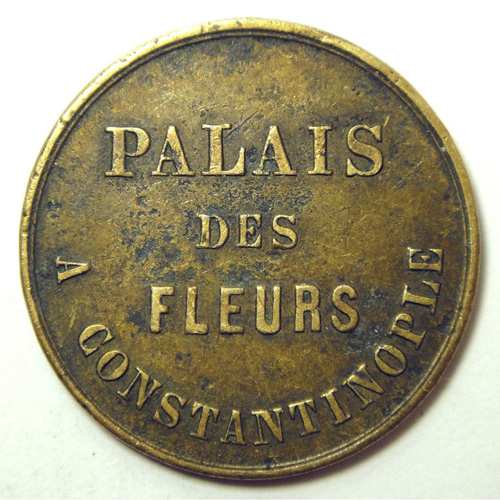 PALAIS
DES
FLEURS
A CONSTANTINOPLE